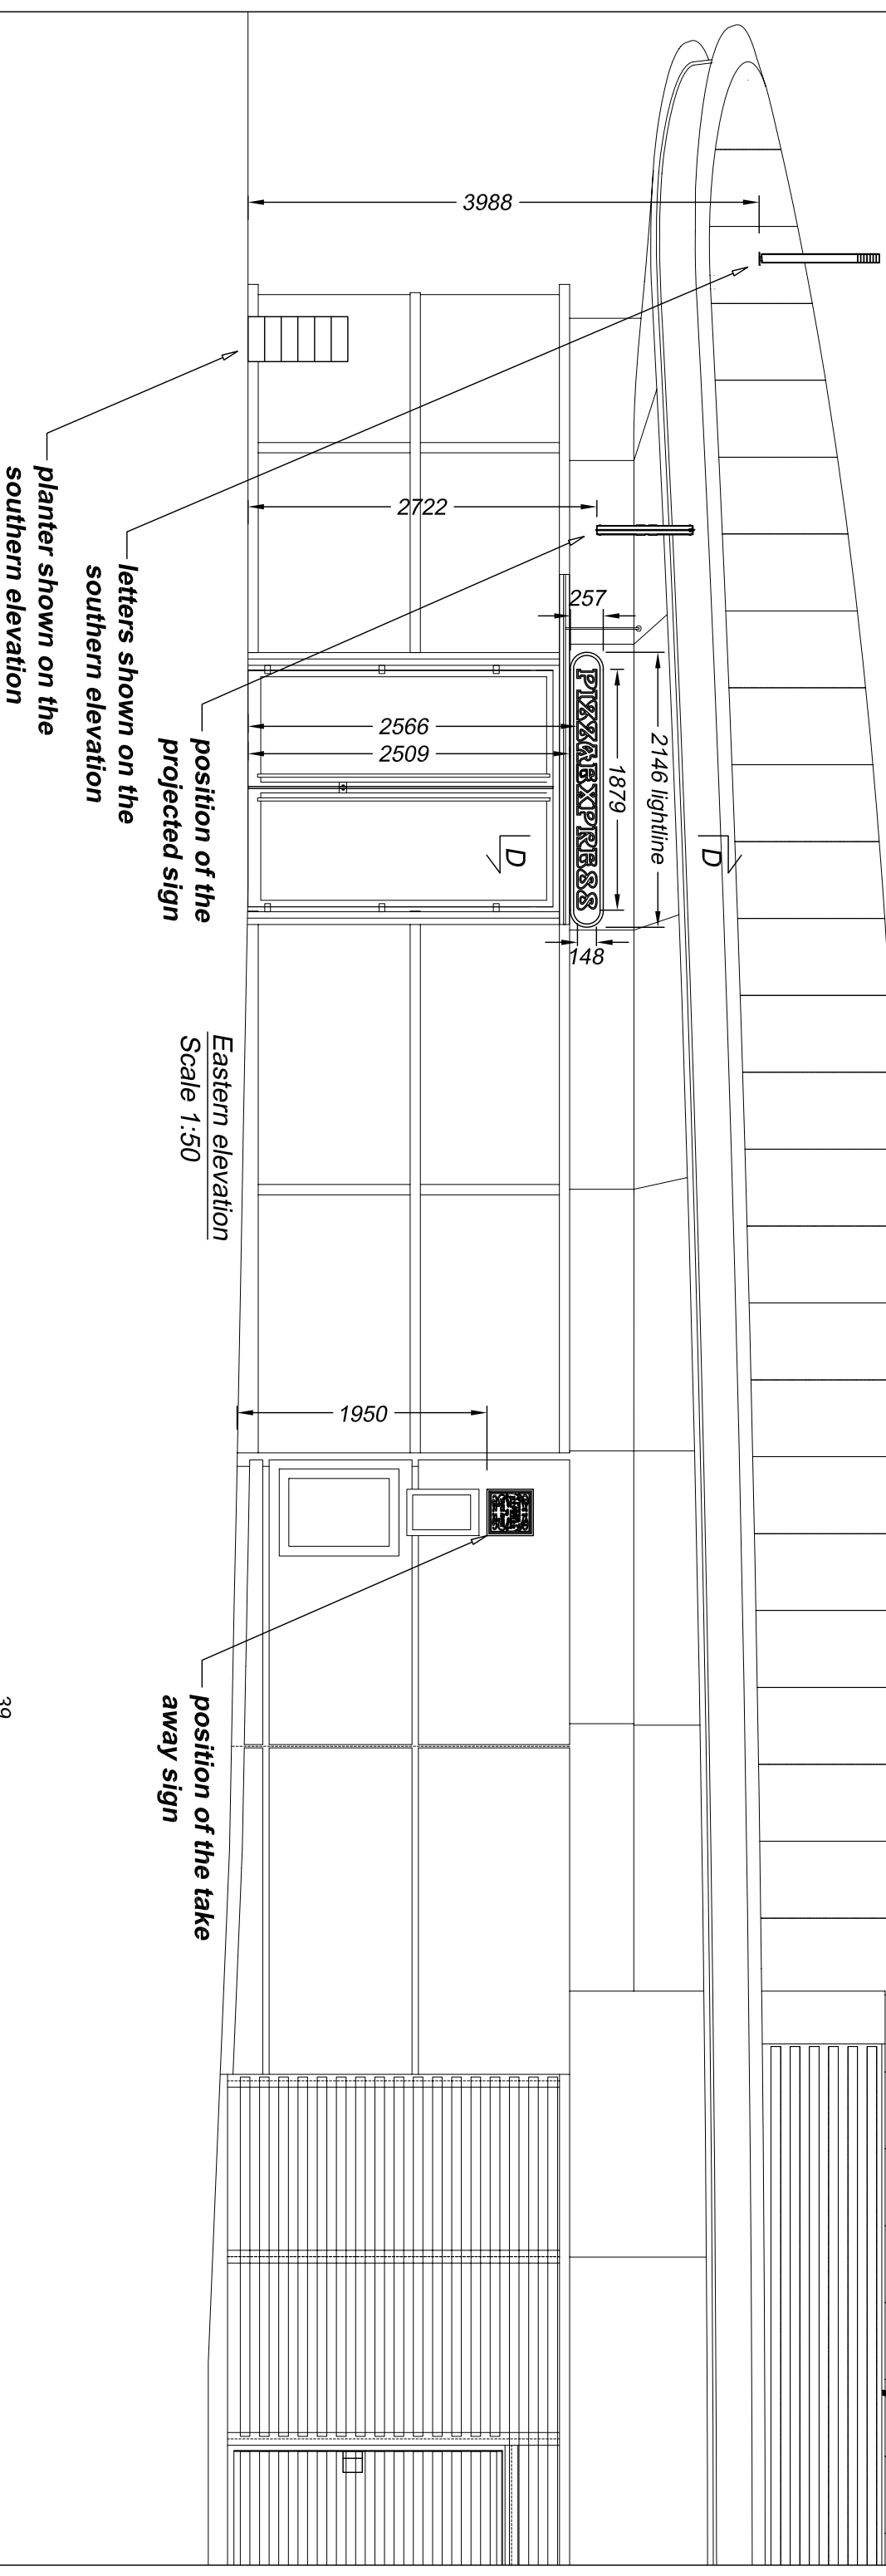 3988
2722
257
2146 lightline
1879
PIZZAEXPRESS
2566
2509
D
D
148
1950
planter shown on the
southern elevation
letters shown on the
southern elevation
position of the
projected sign
Eastern elevation
Scale 1:50
position of the take
away sign
39